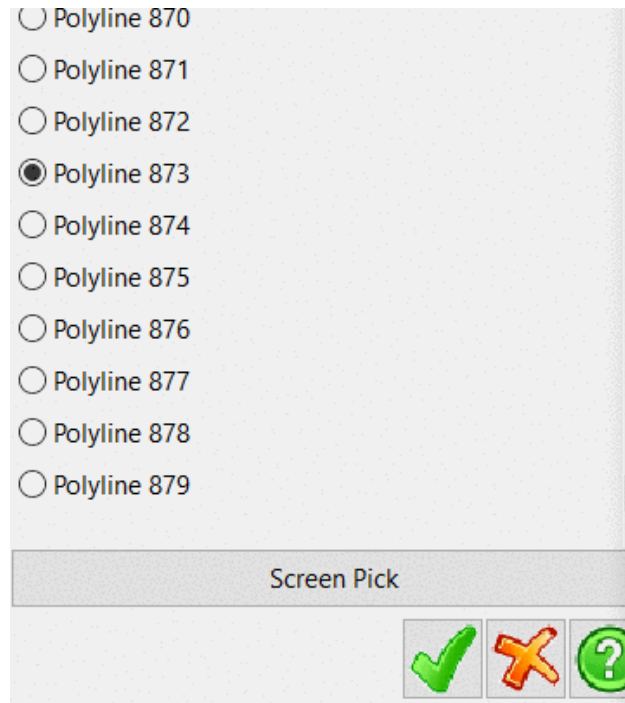 Polyline 870
Polyline 871
Polyline 872
Polyline 873
Polyline 874
Polyline 875
Polyline 876
Polyline 877
Polyline 878
Polyline 879
Screen Pick
?